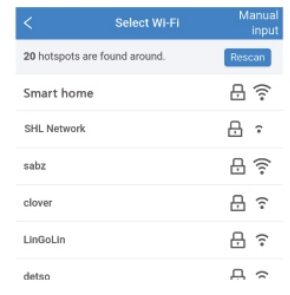 Select Wi-Fi
Manual
input
20 hotspots are found around.
Rescan
Smart home
SHL Network
sabz
clover
LinGoLin
detso